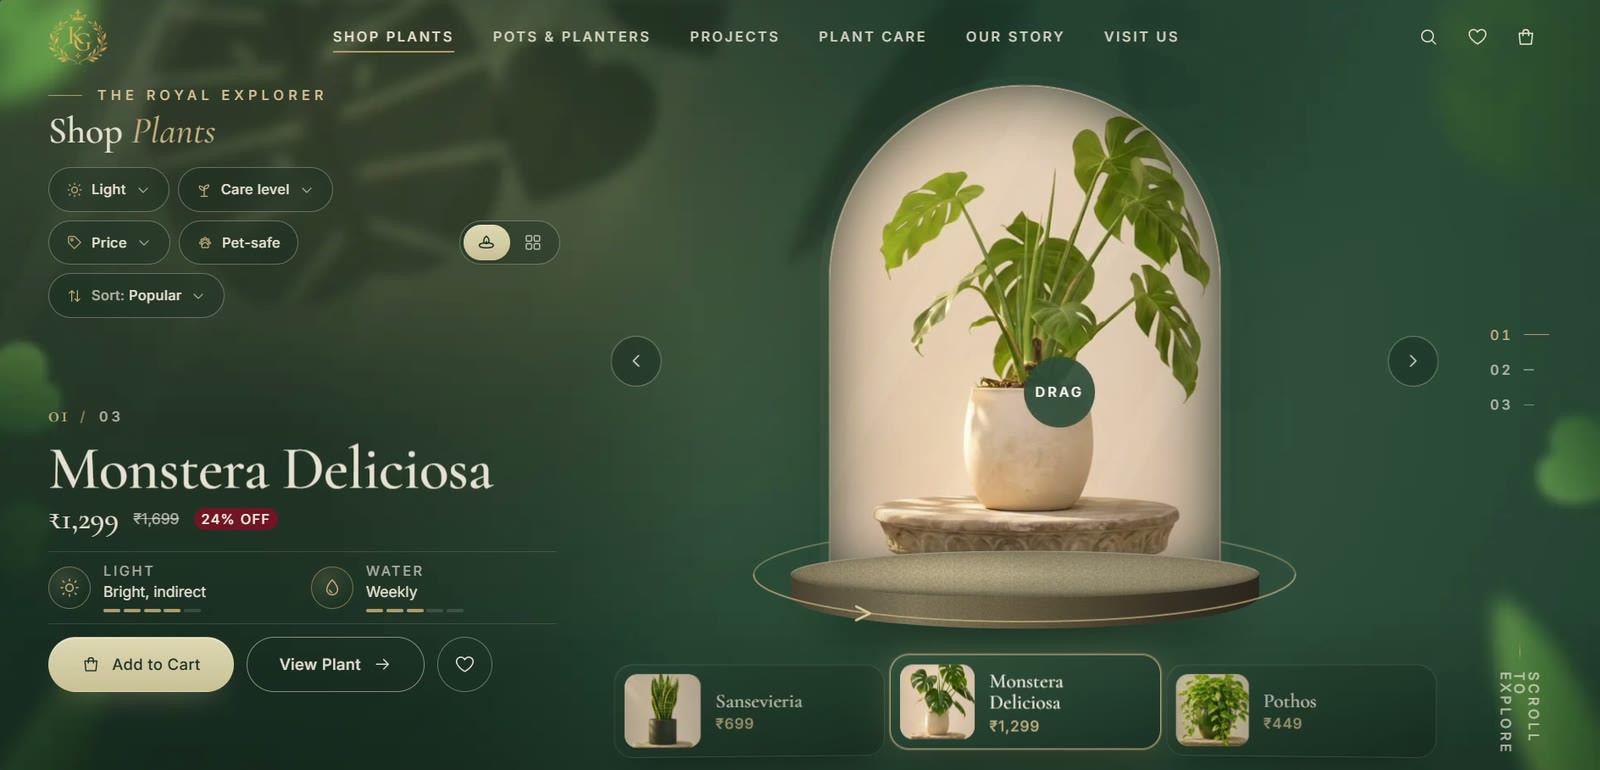 KG
SHOP PLANTS
POTS & PLANTERS
PROJECTS
PLANT CARE
OUR STORY
VISIT US
THE ROYAL EXPLORER
Shop Plants
Light
Care level
Price
Pet-safe
Sort: Popular
01 / 03
Monstera Deliciosa
₹1,299 ₹1,699 24% OFF
LIGHT
Bright, indirect
WATER
Weekly
Add to Cart
View Plant
DRAG
01
02
03
Sansevieria
₹699
Monstera
Deliciosa
₹1,299
Pothos
₹449
SCROLL
TO
EXPLORE